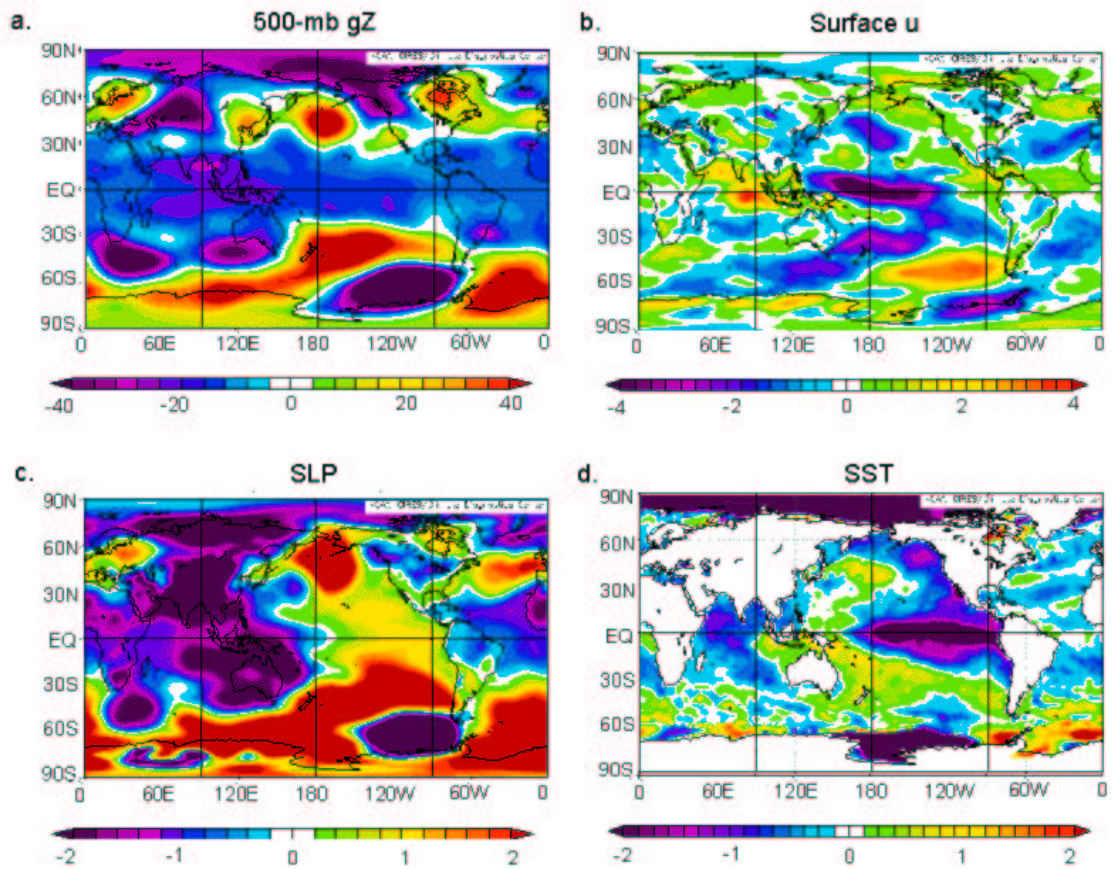 a. 500-mb gZ
90N
60N
30N
EQ
30S
60S
90S
60E 120E 180 120W 60W 0
-40 -20 0 20 40
b. Surface u
90N
60N
30N
EQ
30S
60S
90S
0 60E 120E 180 120W 60W 0
-4 -2 0 2 4
c. SLP
90N
60N
30N
EQ
30S
60S
90S
60E 120E 180 120W 60W 0
-2 -1 0 1 2
d. SST
90N
60N
30N
EQ
30S
60S
90S
0 60E 120E 180 120W 60W 0
-2 -1 0 1 2